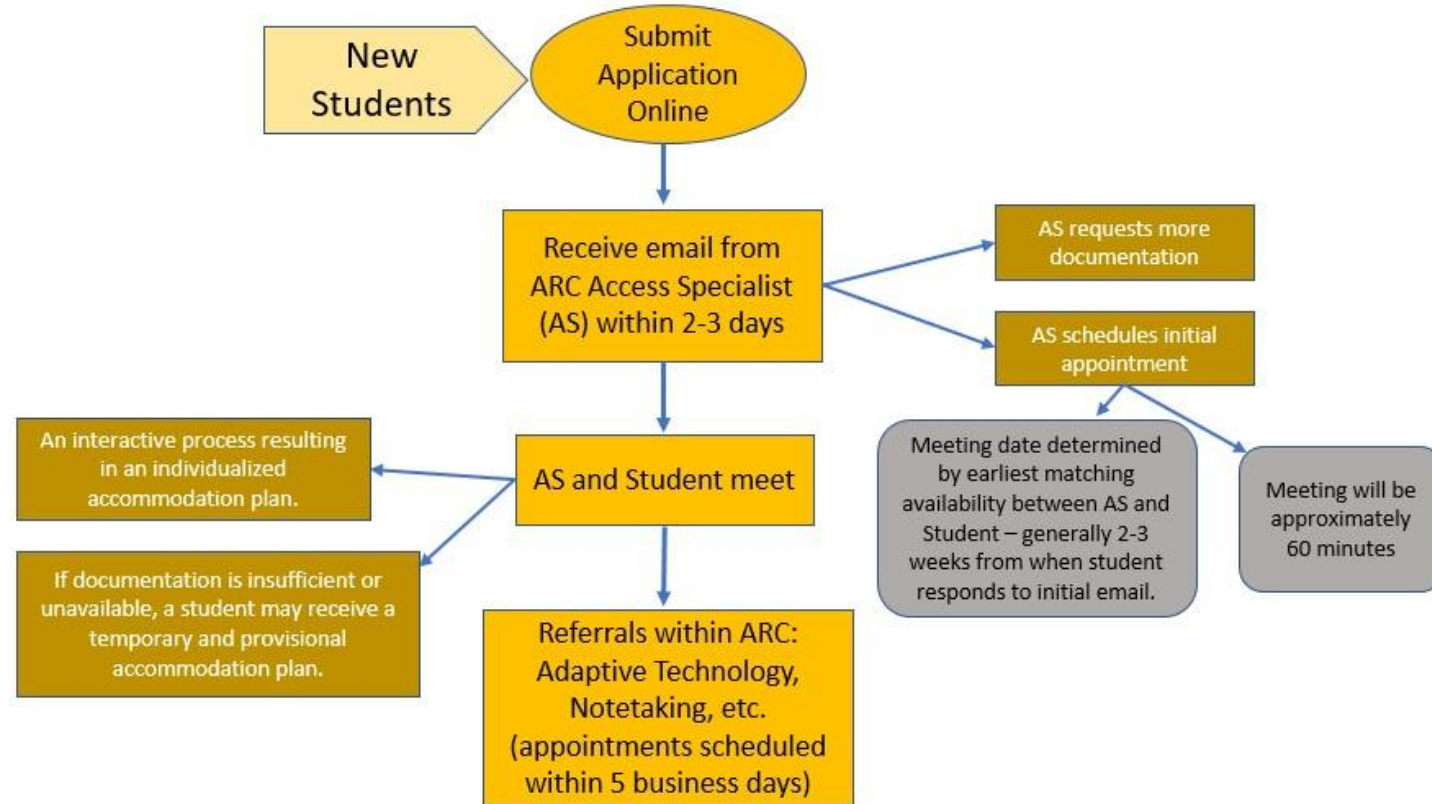 New
Students
Submit
Application
Online
Receive email from
ARC Access Specialist
(AS) within 2-3 days
AS requests more
documentation
AS schedules initial
appointment
Meeting date determined
by earliest matching
availability between AS and
Student – generally 2-3
weeks from when student
responds to initial email.
Meeting will be
approximately
60 minutes
AS and Student meet
An interactive process resulting
in an individualized
accommodation plan.
If documentation is insufficient or
unavailable, a student may receive a
temporary and provisional
accommodation plan.
Referrals within ARC:
Adaptive Technology,
Notetaking, etc.
(appointments scheduled
within 5 business days)